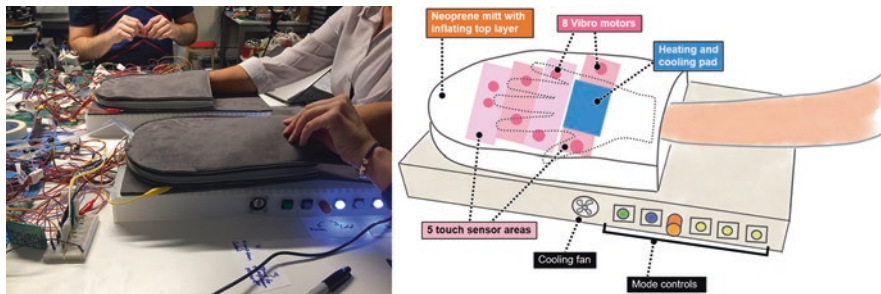 Neoprene mitt with
inflating top layer
8 Vibro motors
Heating and
cooling pad
5 touch sensor areas
Cooling fan
Mode controls